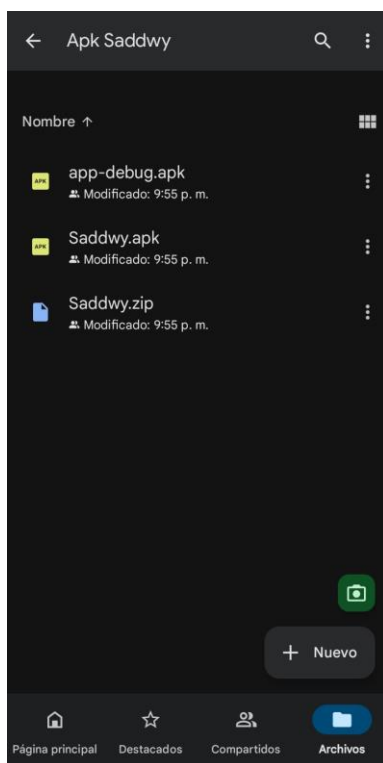 Apk Saddwy
Nombre ↑
APK
app-debug.apk
Modificado: 9:55 p. m.
APK
Saddwy.apk
Modificado: 9:55 p. m.
Saddwy.zip
Modificado: 9:55 p. m.
+ Nuevo
Página principal
Destacados
Compartidos
Archivos